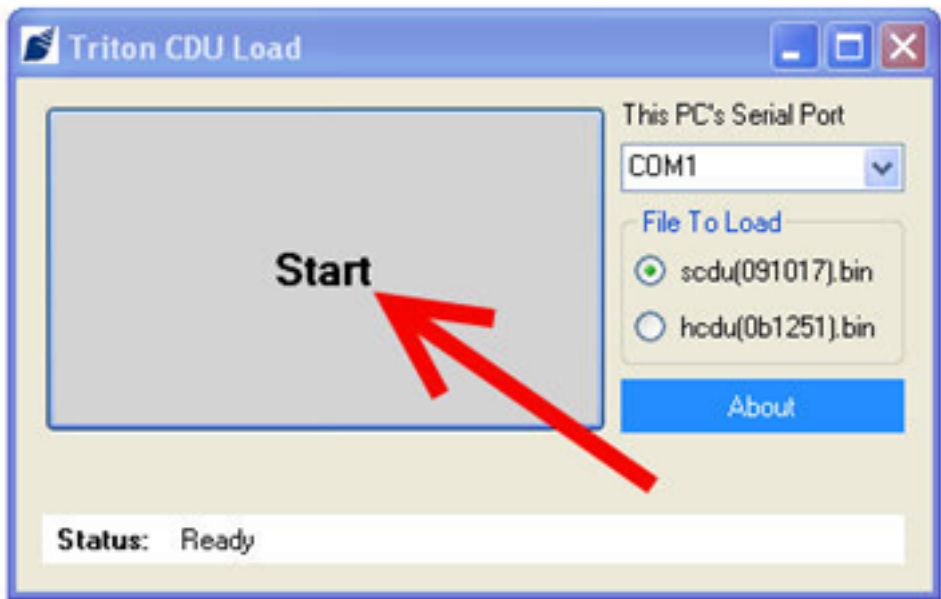 Triton CDU Load
This PC's Serial Port
COM1
File To Load
scdu(091017).bin
hcdu(0b1251).bin
Start
About
Status: Ready